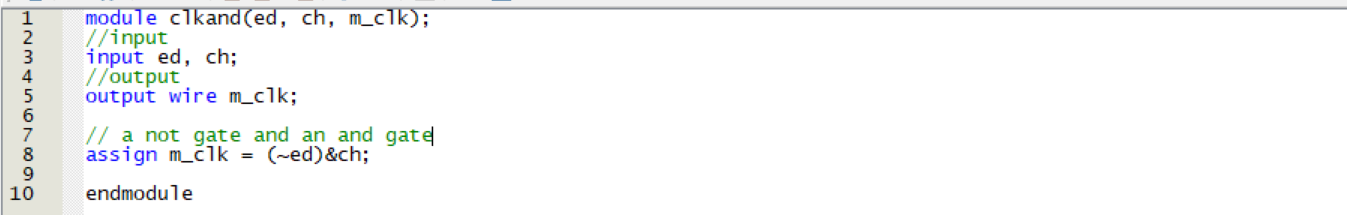 1 module clkand(ed, ch, m_clk);
2 //input
3 input ed, ch;
4 //output
5 output wire m_clk;
6
7 // a not gate and an and gate
8 assign m_clk = (~ed)&ch;
9
10 endmodule